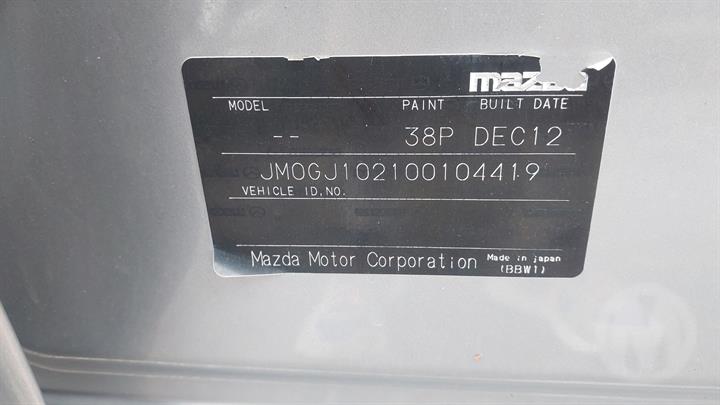 mazda
MODEL PAINT BUILT DATE
-- 38P DEC12
JM0GJ102100104419
VEHICLE ID.NO.
Mazda Motor Corporation Made in japan
(BBW1)
M